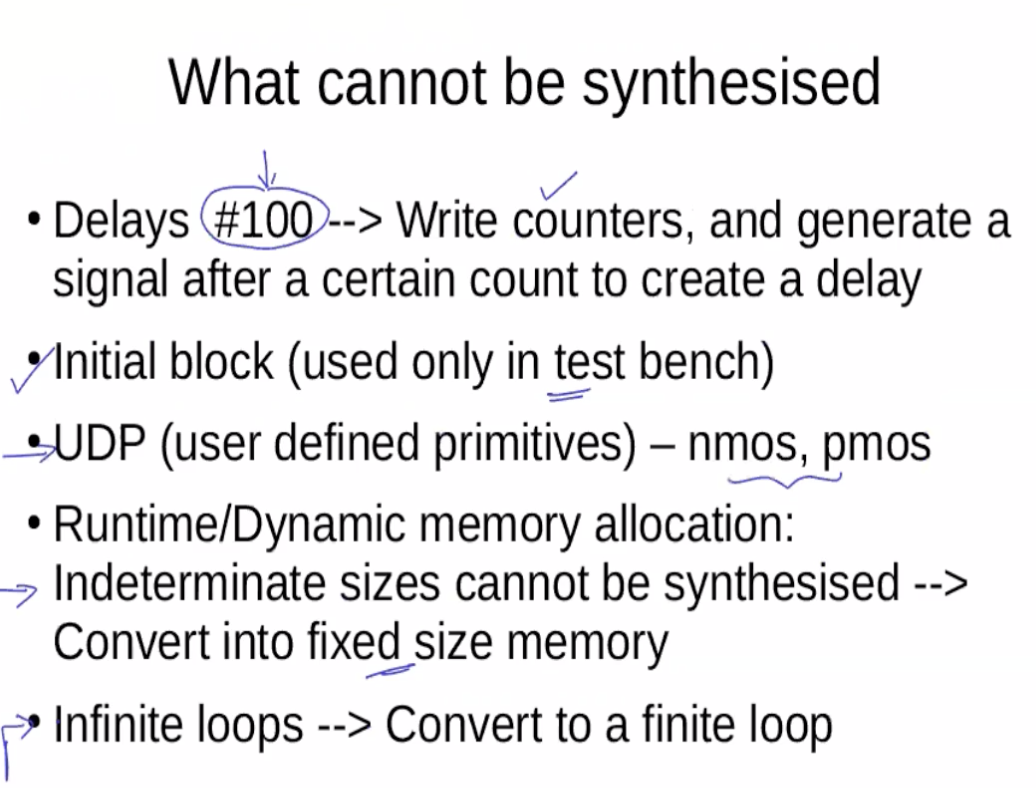 What cannot be synthesised
• Delays #100 --> Write counters, and generate a
signal after a certain count to create a delay
• Initial block (used only in test bench)
• UDP (user defined primitives) – nmos, pmos
• Runtime/Dynamic memory allocation:
Indeterminate sizes cannot be synthesised -->
Convert into fixed size memory
• Infinite loops --> Convert to a finite loop